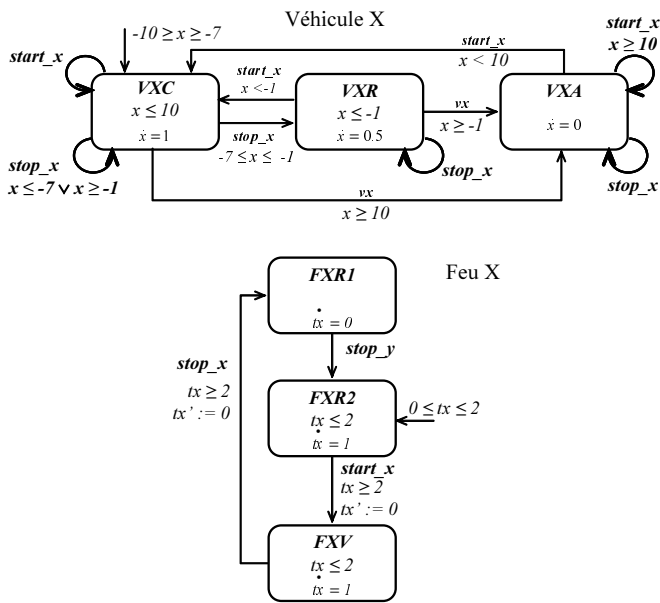 Véhicule X
-10 ≥ x ≥ -7
start_x
VXC
x ≤ 10
ẋ = 1
start_x
x < -1
stop_x
-7 ≤ x ≤ -1
VXR
x ≤ -1
ẋ = 0.5
start_x
x < 10
vx
x ≥ -1
VXA
ẋ = 0
start_x
x ≥ 10
stop_x
x ≤ -7 ∨ x ≥ -1
stop_x
stop_x
vx
x ≥ 10
Feu X
FXR1
ṫx = 0
stop_y
stop_x
tx ≥ 2
tx' := 0
FXR2
tx ≤ 2
ṫx = 1
0 ≤ tx ≤ 2
start_x
tx ≥ 2
tx' := 0
FXV
tx ≤ 2
ṫx = 1